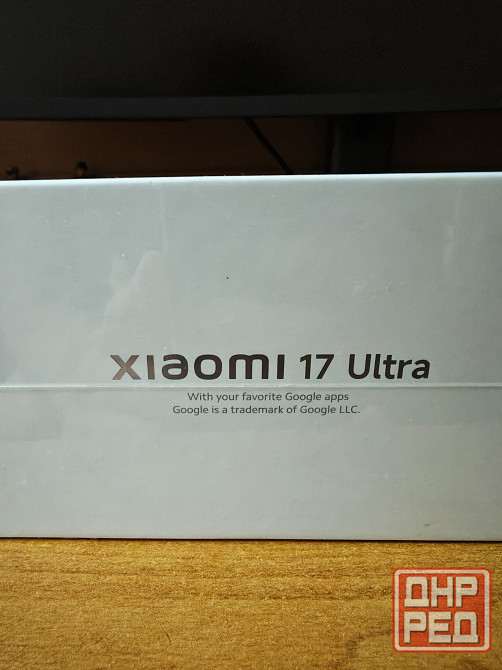 xiaomi 17 Ultra
With your favorite Google apps
Google is a trademark of Google LLC.
ДНР
РЕД